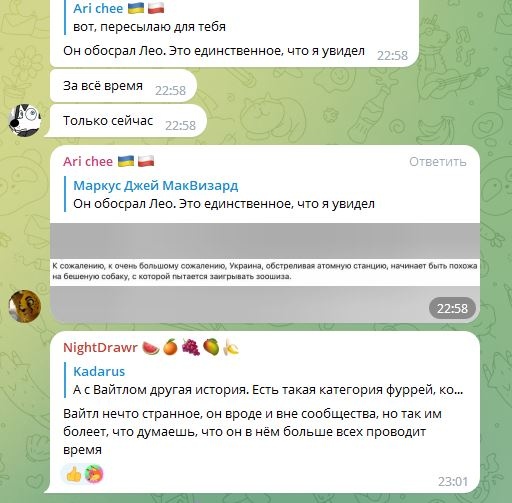 Ari chee 🇺🇦 🇵🇱
вот, пересылаю для тебя
Он обосрал Лео. Это единственное, что я увидел 22:58
За всё время 22:58
Только сейчас 22:58
Ari chee 🇺🇦 🇵🇱 Ответить
Маркус Джей МакВизард
Он обосрал Лео. Это единственное, что я увидел
К сожалению, к очень большому сожалению, Украина, обстреливая атомную станцию, начинает быть похожа
на бешеную собаку, с которой пытается заигрывать зоошиза.
22:58
NightDrawr 🍉 🍊 🍇 🥭 🍌
Kadarus
А с Вайтлом другая история. Есть такая категория фуррей, ко...
Вайтл нечто странное, он вроде и вне сообщества, но так им
болеет, что думаешь, что он в нём больше всех проводит
время
👍 23:01